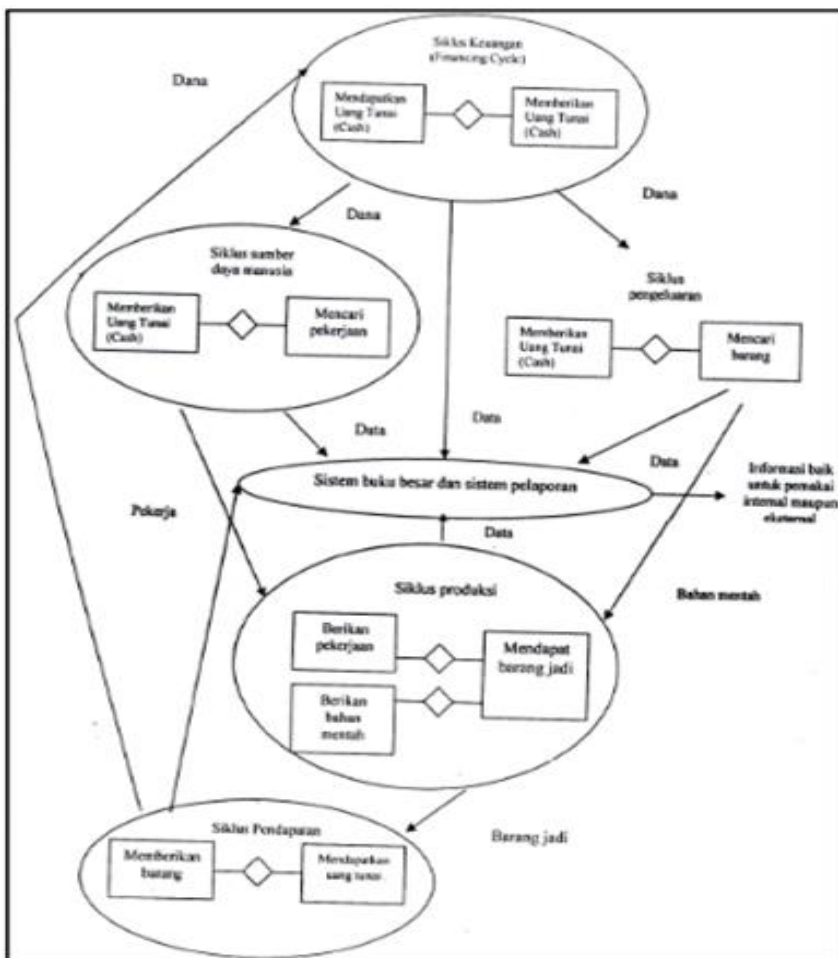 Siklus Keuangan
(Financing Cycle)
Dana
Mendapatkan
Uang Tunai
(Cash)
Memberikan
Uang Tunai
(Cash)
Dana
Dana
Siklus sumber
daya manusia
Siklus
pengeluaran
Memberikan
Uang Tunai
(Cash)
Mencari
pekerjaan
Memberikan
Uang Tunai
(Cash)
Mencari
barang
Data
Data
Data
Sistem buku besar dan sistem pelaporan
Informasi baik
untuk pemakai
internal maupun
eksternal
Pekerja
Data
Siklus produksi
Bahan mentah
Berikan
pekerjaan
Mendapat
barang jadi
Berikan
bahan
mentah
Siklus Pendapatan
Barang jadi
Memberikan
barang
Mendapatkan
uang tunai